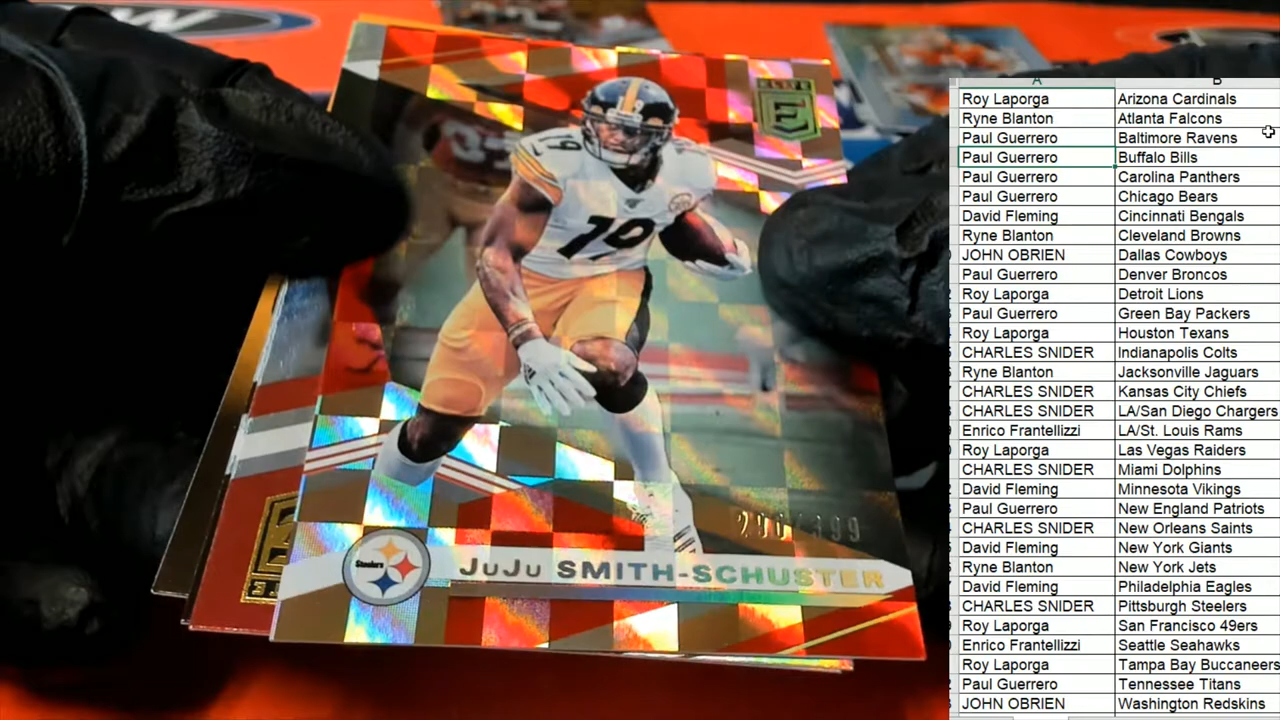 ELITE
E
19
19
200/399
Steelers
JuJu SMITH-SCHUSTER
A B
Roy Laporga Arizona Cardinals
Ryne Blanton Atlanta Falcons
Paul Guerrero Baltimore Ravens
Paul Guerrero Buffalo Bills
Paul Guerrero Carolina Panthers
Paul Guerrero Chicago Bears
David Fleming Cincinnati Bengals
Ryne Blanton Cleveland Browns
JOHN OBRIEN Dallas Cowboys
Paul Guerrero Denver Broncos
Roy Laporga Detroit Lions
Paul Guerrero Green Bay Packers
Roy Laporga Houston Texans
CHARLES SNIDER Indianapolis Colts
Ryne Blanton Jacksonville Jaguars
CHARLES SNIDER Kansas City Chiefs
CHARLES SNIDER LA/San Diego Chargers
Enrico Frantellizzi LA/St. Louis Rams
Roy Laporga Las Vegas Raiders
CHARLES SNIDER Miami Dolphins
David Fleming Minnesota Vikings
Paul Guerrero New England Patriots
CHARLES SNIDER New Orleans Saints
David Fleming New York Giants
Ryne Blanton New York Jets
David Fleming Philadelphia Eagles
CHARLES SNIDER Pittsburgh Steelers
Roy Laporga San Francisco 49ers
Enrico Frantellizzi Seattle Seahawks
Roy Laporga Tampa Bay Buccaneers
Paul Guerrero Tennessee Titans
JOHN OBRIEN Washington Redskins